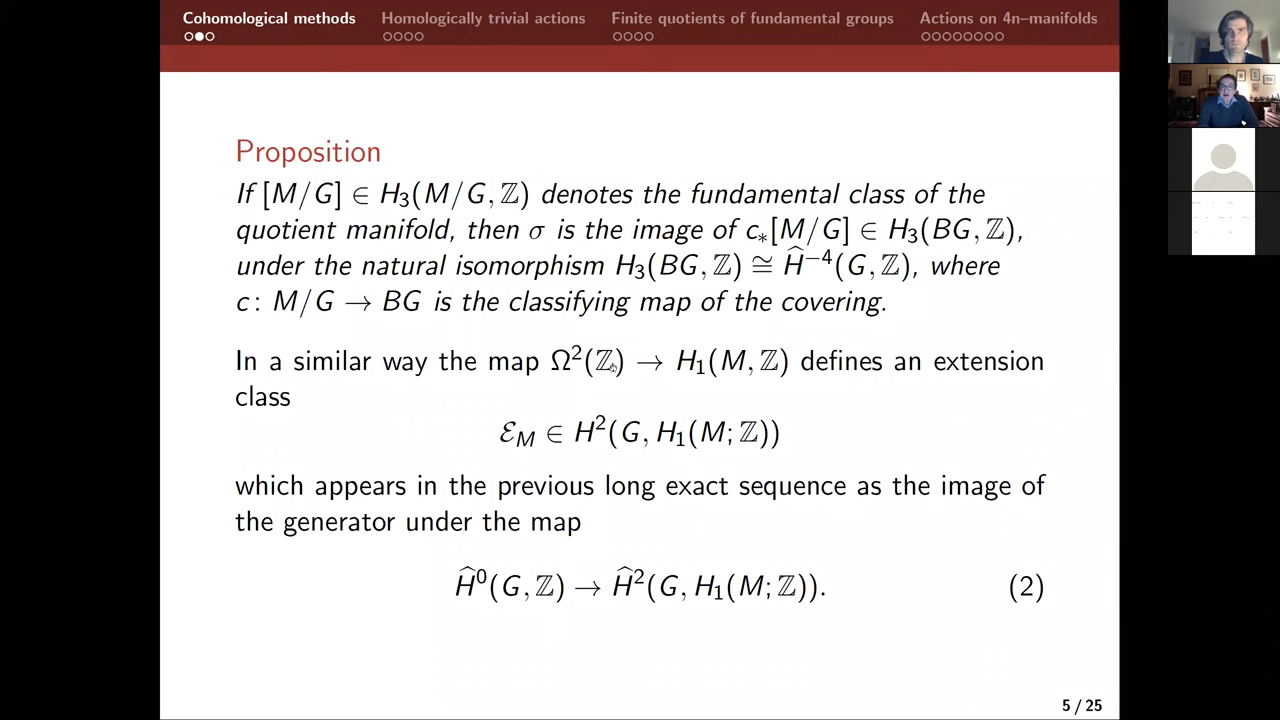 Cohomological methods Homologically trivial actions Finite quotients of fundamental groups Actions on 4n–manifolds
Proposition
If [M/G] ∈ H₃(M/G, ℤ) denotes the fundamental class of the
quotient manifold, then σ is the image of c∗[M/G] ∈ H₃(BG, ℤ),
under the natural isomorphism H₃(BG, ℤ) ≅ Ĥ⁻⁴(G, ℤ), where
c: M/G → BG is the classifying map of the covering.
In a similar way the map Ω²(ℤ) → H₁(M, ℤ) defines an extension
class
ℰ_M ∈ H²(G, H₁(M; ℤ))
which appears in the previous long exact sequence as the image of
the generator under the map
Ĥ⁰(G, ℤ) → Ĥ²(G, H₁(M; ℤ)). (2)
5 / 25